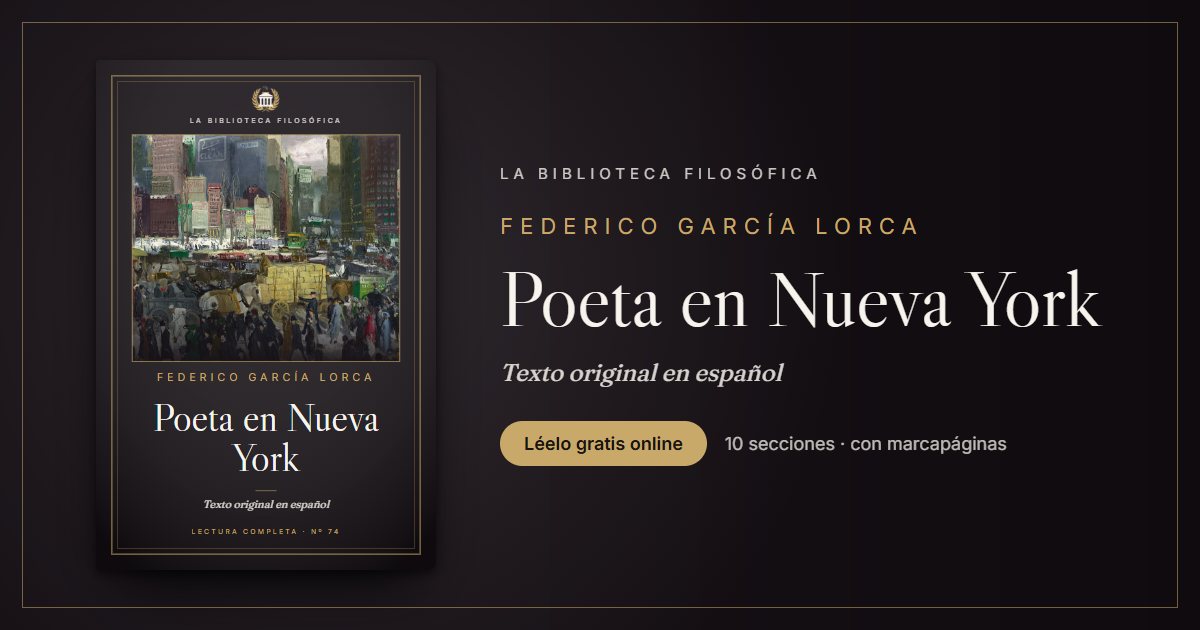 LA BIBLIOTECA FILOSÓFICA
FEDERICO GARCÍA LORCA
Poeta en Nueva
York
Texto original en español
LECTURA COMPLETA · Nº 74
LA BIBLIOTECA FILOSÓFICA
FEDERICO GARCÍA LORCA
Poeta en Nueva York
Texto original en español
Léelo gratis online
10 secciones · con marcapáginas